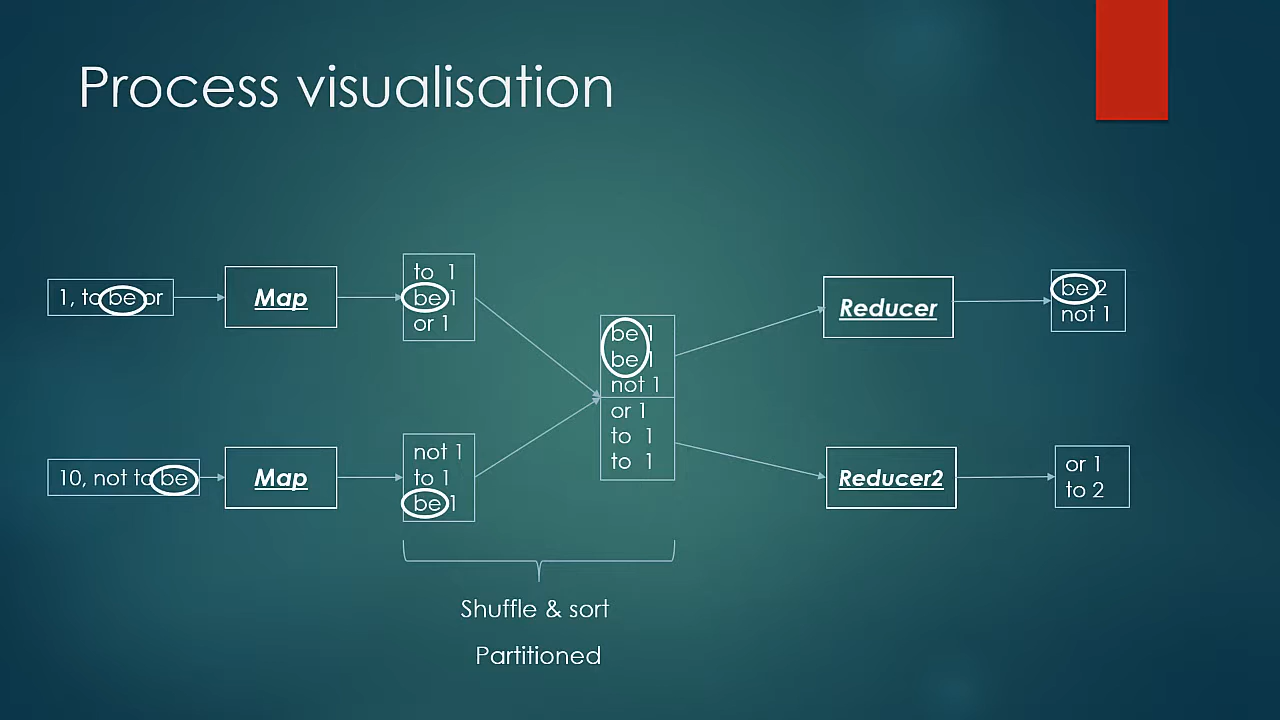 Process visualisation
1, to be or
Map
to 1
be 1
or 1
10, not to be
Map
not 1
to 1
be 1
be 1
be 1
not 1
or 1
to 1
to 1
Reducer
be 2
not 1
Reducer2
or 1
to 2
Shuffle & sort
Partitioned